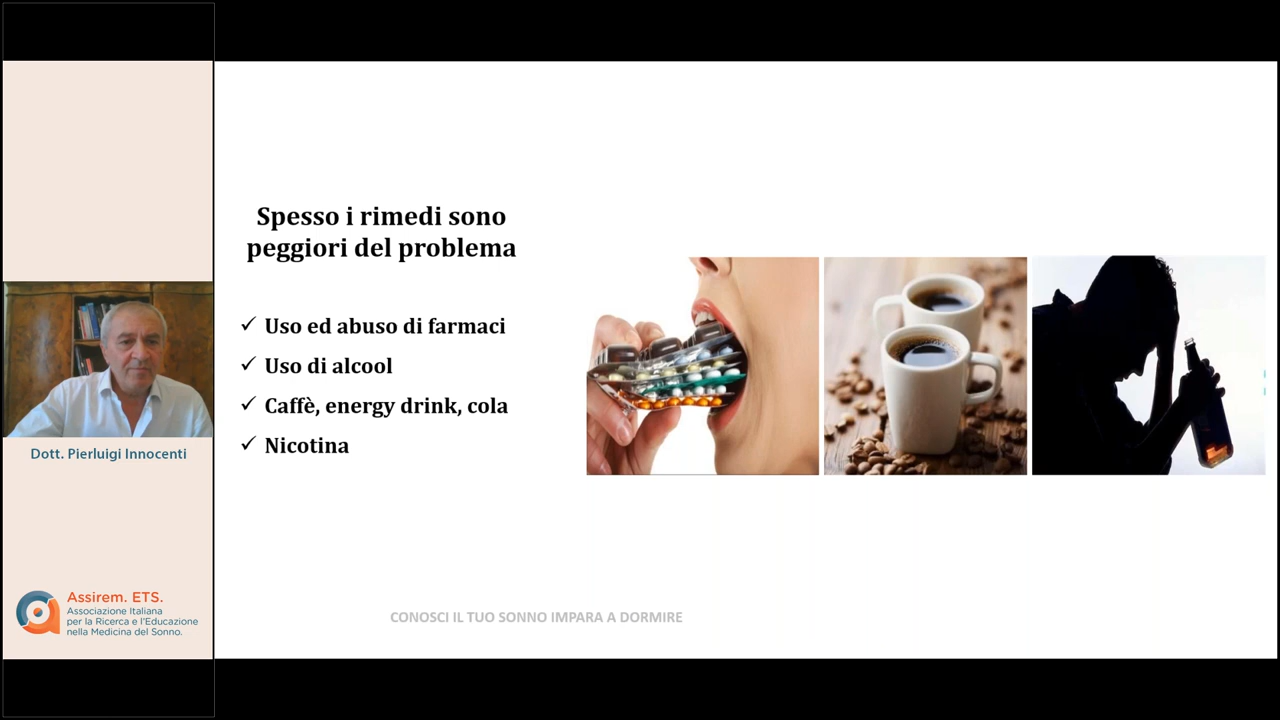 Spesso i rimedi sono
peggiori del problema
✓ Uso ed abuso di farmaci
✓ Uso di alcool
✓ Caffè, energy drink, cola
✓ Nicotina
Dott. Pierluigi Innocenti
Assirem. ETS.
Associazione Italiana
per la Ricerca e l'Educazione
nella Medicina del Sonno.
CONOSCI IL TUO SONNO IMPARA A DORMIRE